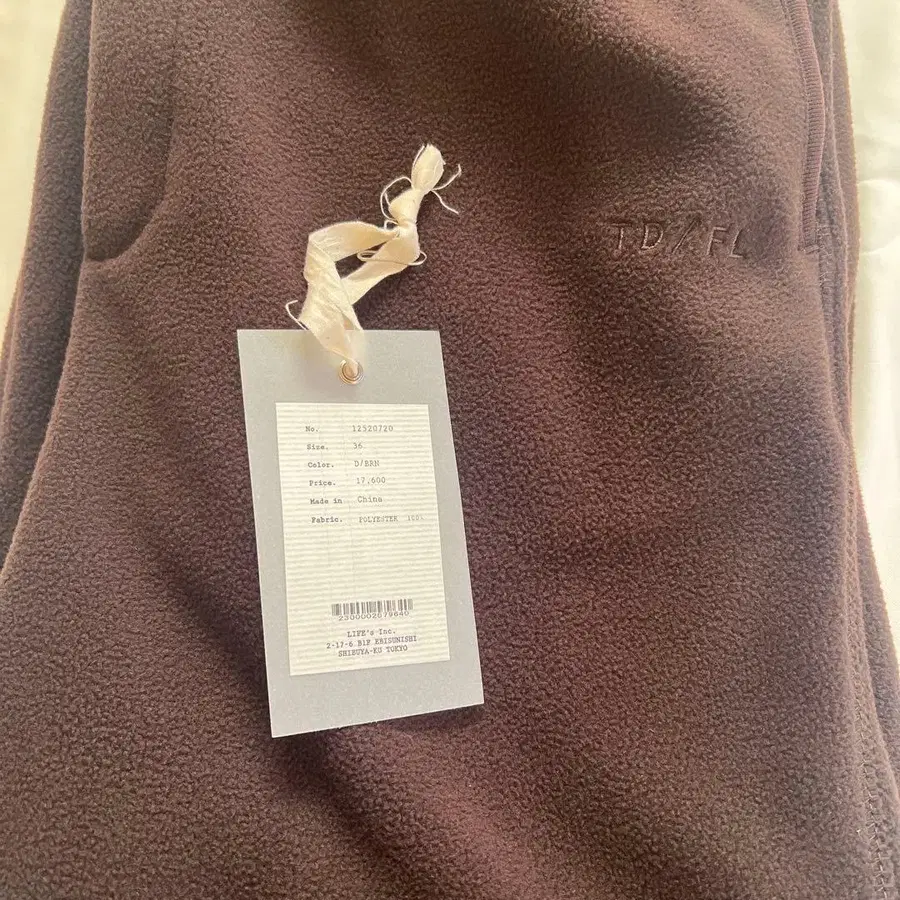 TD/FL
No. 12520720
Size. 36
Color. D/BRN
Price. 17,600
Made in China
Fabric. POLYESTER 100%
2300002679640
LIFE's Inc.
2-17-6 B1F EBISUNISHI
SHIBUYA-KU TOKYO